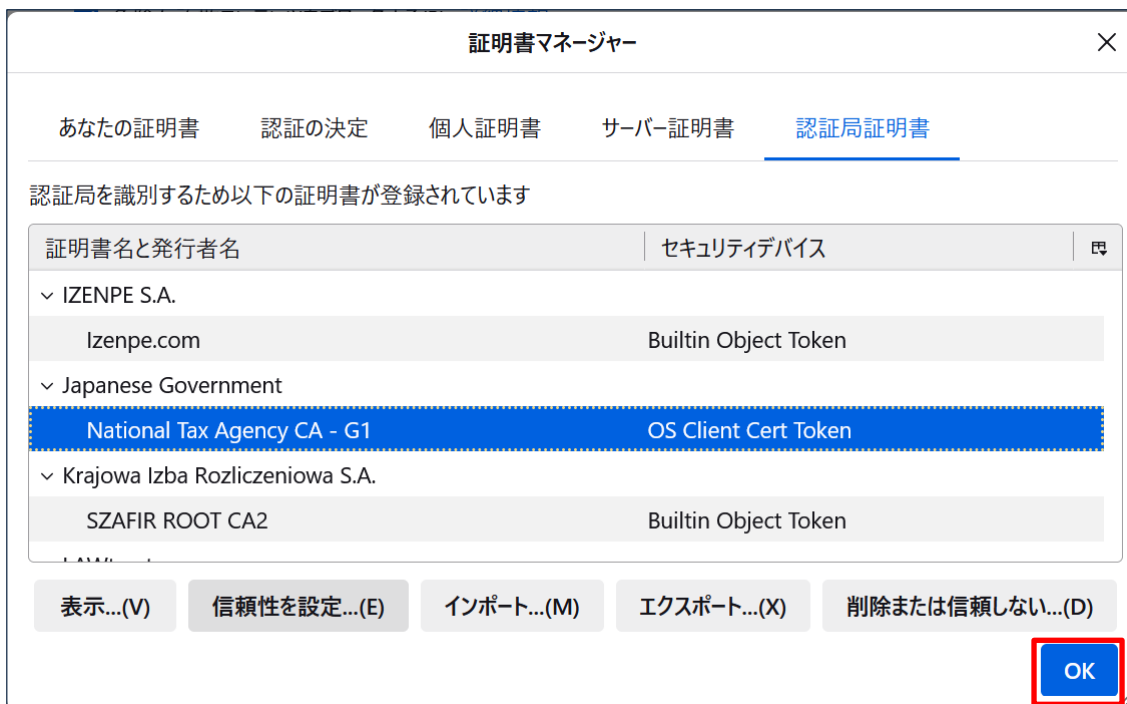 証明書マネージャー
あなたの証明書 認証の決定 個人証明書 サーバー証明書 認証局証明書
認証局を識別するため以下の証明書が登録されています
証明書名と発行者名 セキュリティデバイス
IZENPE S.A.
Izenpe.com Builtin Object Token
Japanese Government
National Tax Agency CA - G1 OS Client Cert Token
Krajowa Izba Rozliczeniowa S.A.
SZAFIR ROOT CA2 Builtin Object Token
表示...(V) 信頼性を設定...(E) インポート...(M) エクスポート...(X) 削除または信頼しない...(D)
OK